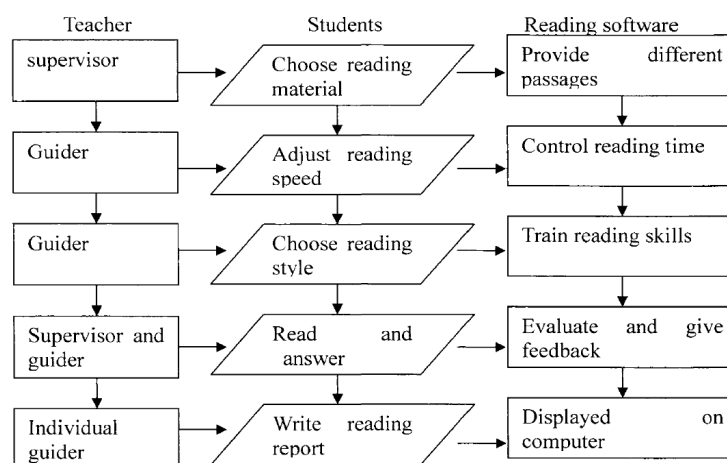 Teacher Students Reading software
supervisor
Choose reading
material
Provide different
passages
Guider
Adjust reading
speed
Control reading time
Guider
Choose reading
style
Train reading skills
Supervisor and
guider
Read and
answer
Evaluate and give
feedback
Individual
guider
Write reading
report
Displayed on
computer